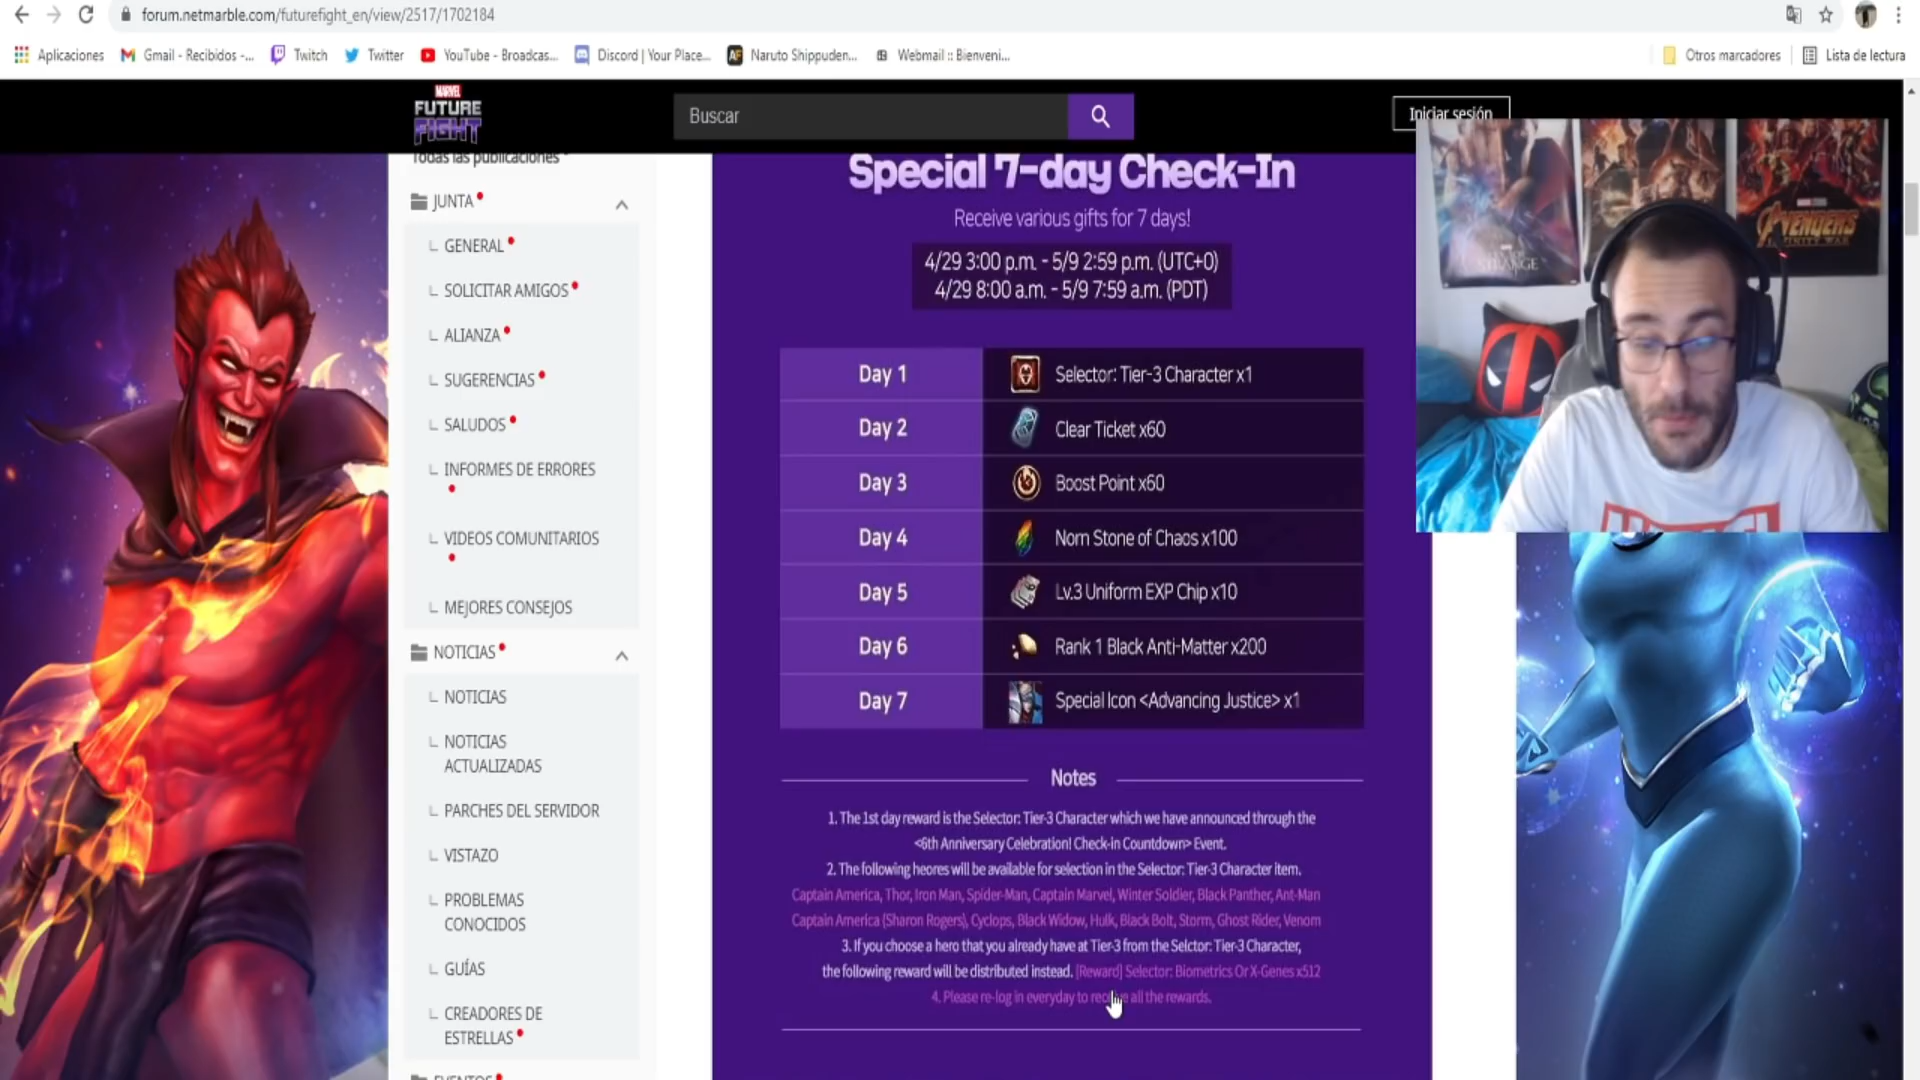 forum.netmarble.com/futurefight_en/view/2517/1702184
Aplicaciones
Gmail - Recibidos -...
Twitch
Twitter
YouTube - Broadcas...
Discord | Your Place...
Naruto Shippuden...
Webmail :: Bienveni...
Otros marcadores
Lista de lectura
MARVEL
FUTURE
FIGHT
Buscar
Iniciar sesión
Todas las publicaciones
JUNTA
GENERAL
SOLICITAR AMIGOS
ALIANZA
SUGERENCIAS
SALUDOS
INFORMES DE ERRORES
VIDEOS COMUNITARIOS
MEJORES CONSEJOS
NOTICIAS
NOTICIAS
NOTICIAS
ACTUALIZADAS
PARCHES DEL SERVIDOR
VISTAZO
PROBLEMAS
CONOCIDOS
GUÍAS
CREADORES DE
ESTRELLAS
EVENTOS
Special 7-day Check-In
Receive various gifts for 7 days!
4/29 3:00 p.m. - 5/9 2:59 p.m. (UTC+0)
4/29 8:00 a.m. - 5/9 7:59 a.m. (PDT)
Day 1 Selector: Tier-3 Character x1
Day 2 Clear Ticket x60
Day 3 Boost Point x60
Day 4 Norn Stone of Chaos x100
Day 5 Lv.3 Uniform EXP Chip x10
Day 6 Rank 1 Black Anti-Matter x200
Day 7 Special Icon <Advancing Justice> x1
Notes
1. The 1st day reward is the Selector: Tier-3 Character which we have announced through the
<6th Anniversary Celebration! Check-in Countdown> Event.
2. The following heores will be available for selection in the Selector: Tier-3 Character item.
Captain America, Thor, Iron Man, Spider-Man, Captain Marvel, Winter Soldier, Black Panther, Ant-Man
Captain America (Sharon Rogers), Cyclops, Black Widow, Hulk, Black Bolt, Storm, Ghost Rider, Venom
3. If you choose a hero that you already have at Tier-3 from the Selctor: Tier-3 Character,
the following reward will be distributed instead. [Reward] Selector: Biometrics Or X-Genes x512
4. Please re-log in everyday to receive all the rewards.
STRANGE
AVENGERS
INFINITY WAR